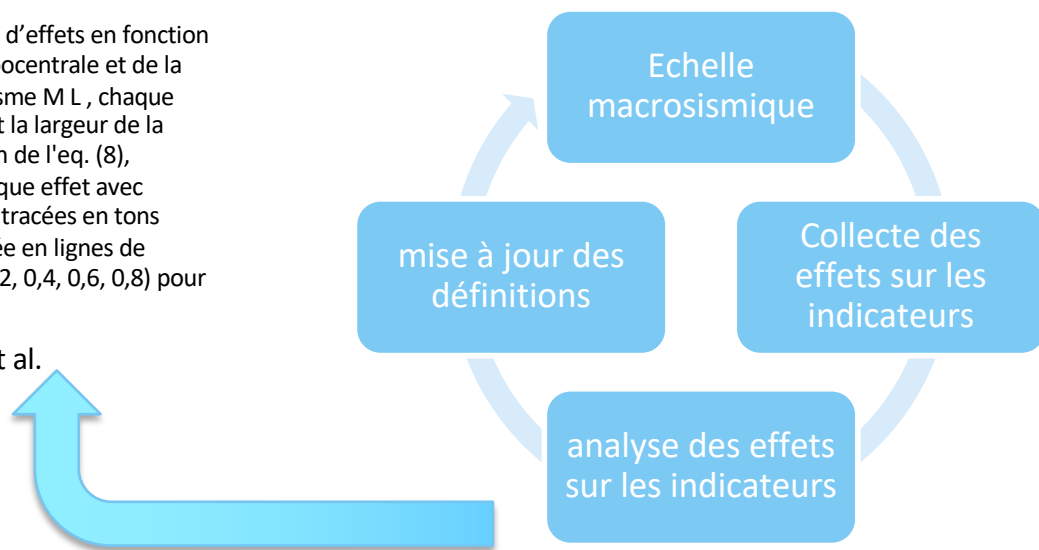 d’effets en fonction
ocentrale et de la
sme M L , chaque
t la largeur de la
n de l'eq. (8),
que effet avec
tracées en tons
ée en lignes de
2, 0,4, 0,6, 0,8) pour
t al.
Echelle
macrosismique
Collecte des
effets sur les
indicateurs
analyse des effets
sur les indicateurs
mise à jour des
définitions